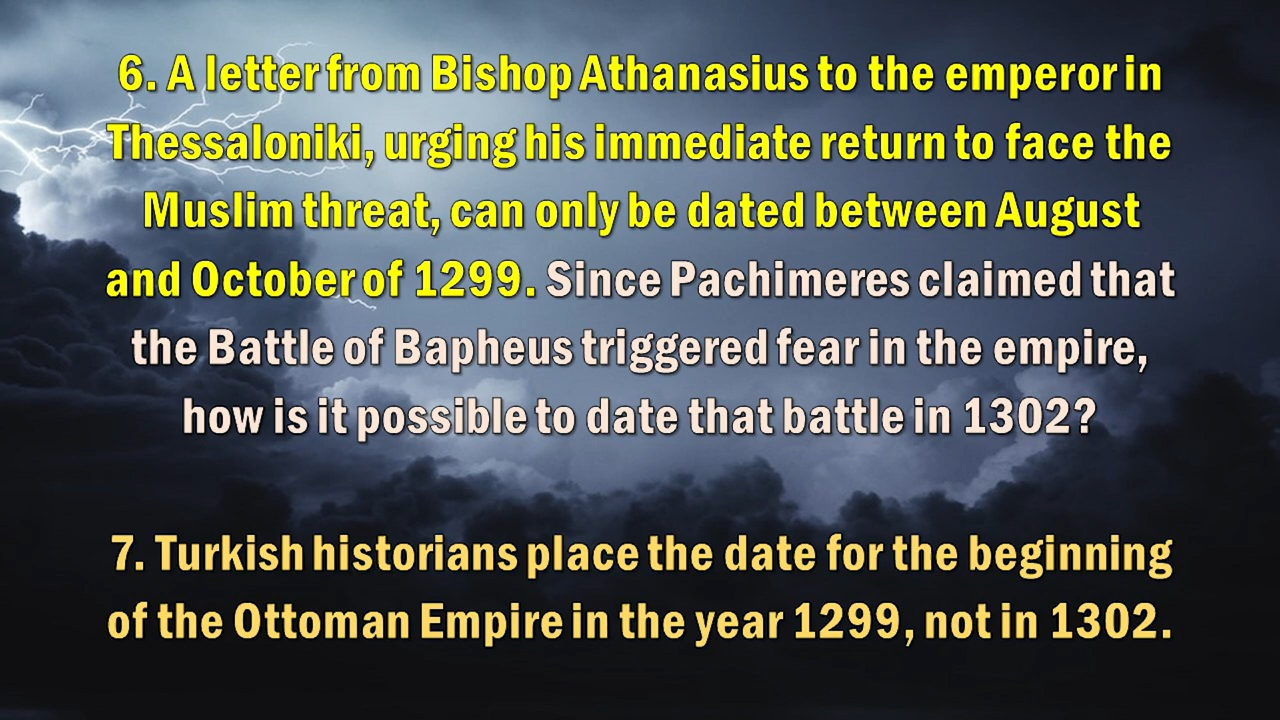 6. A letter from Bishop Athanasius to the emperor in
Thessaloniki, urging his immediate return to face the
Muslim threat, can only be dated between August
and October of 1299. Since Pachimeres claimed that
the Battle of Bapheus triggered fear in the empire,
how is it possible to date that battle in 1302?
7. Turkish historians place the date for the beginning
of the Ottoman Empire in the year 1299, not in 1302.